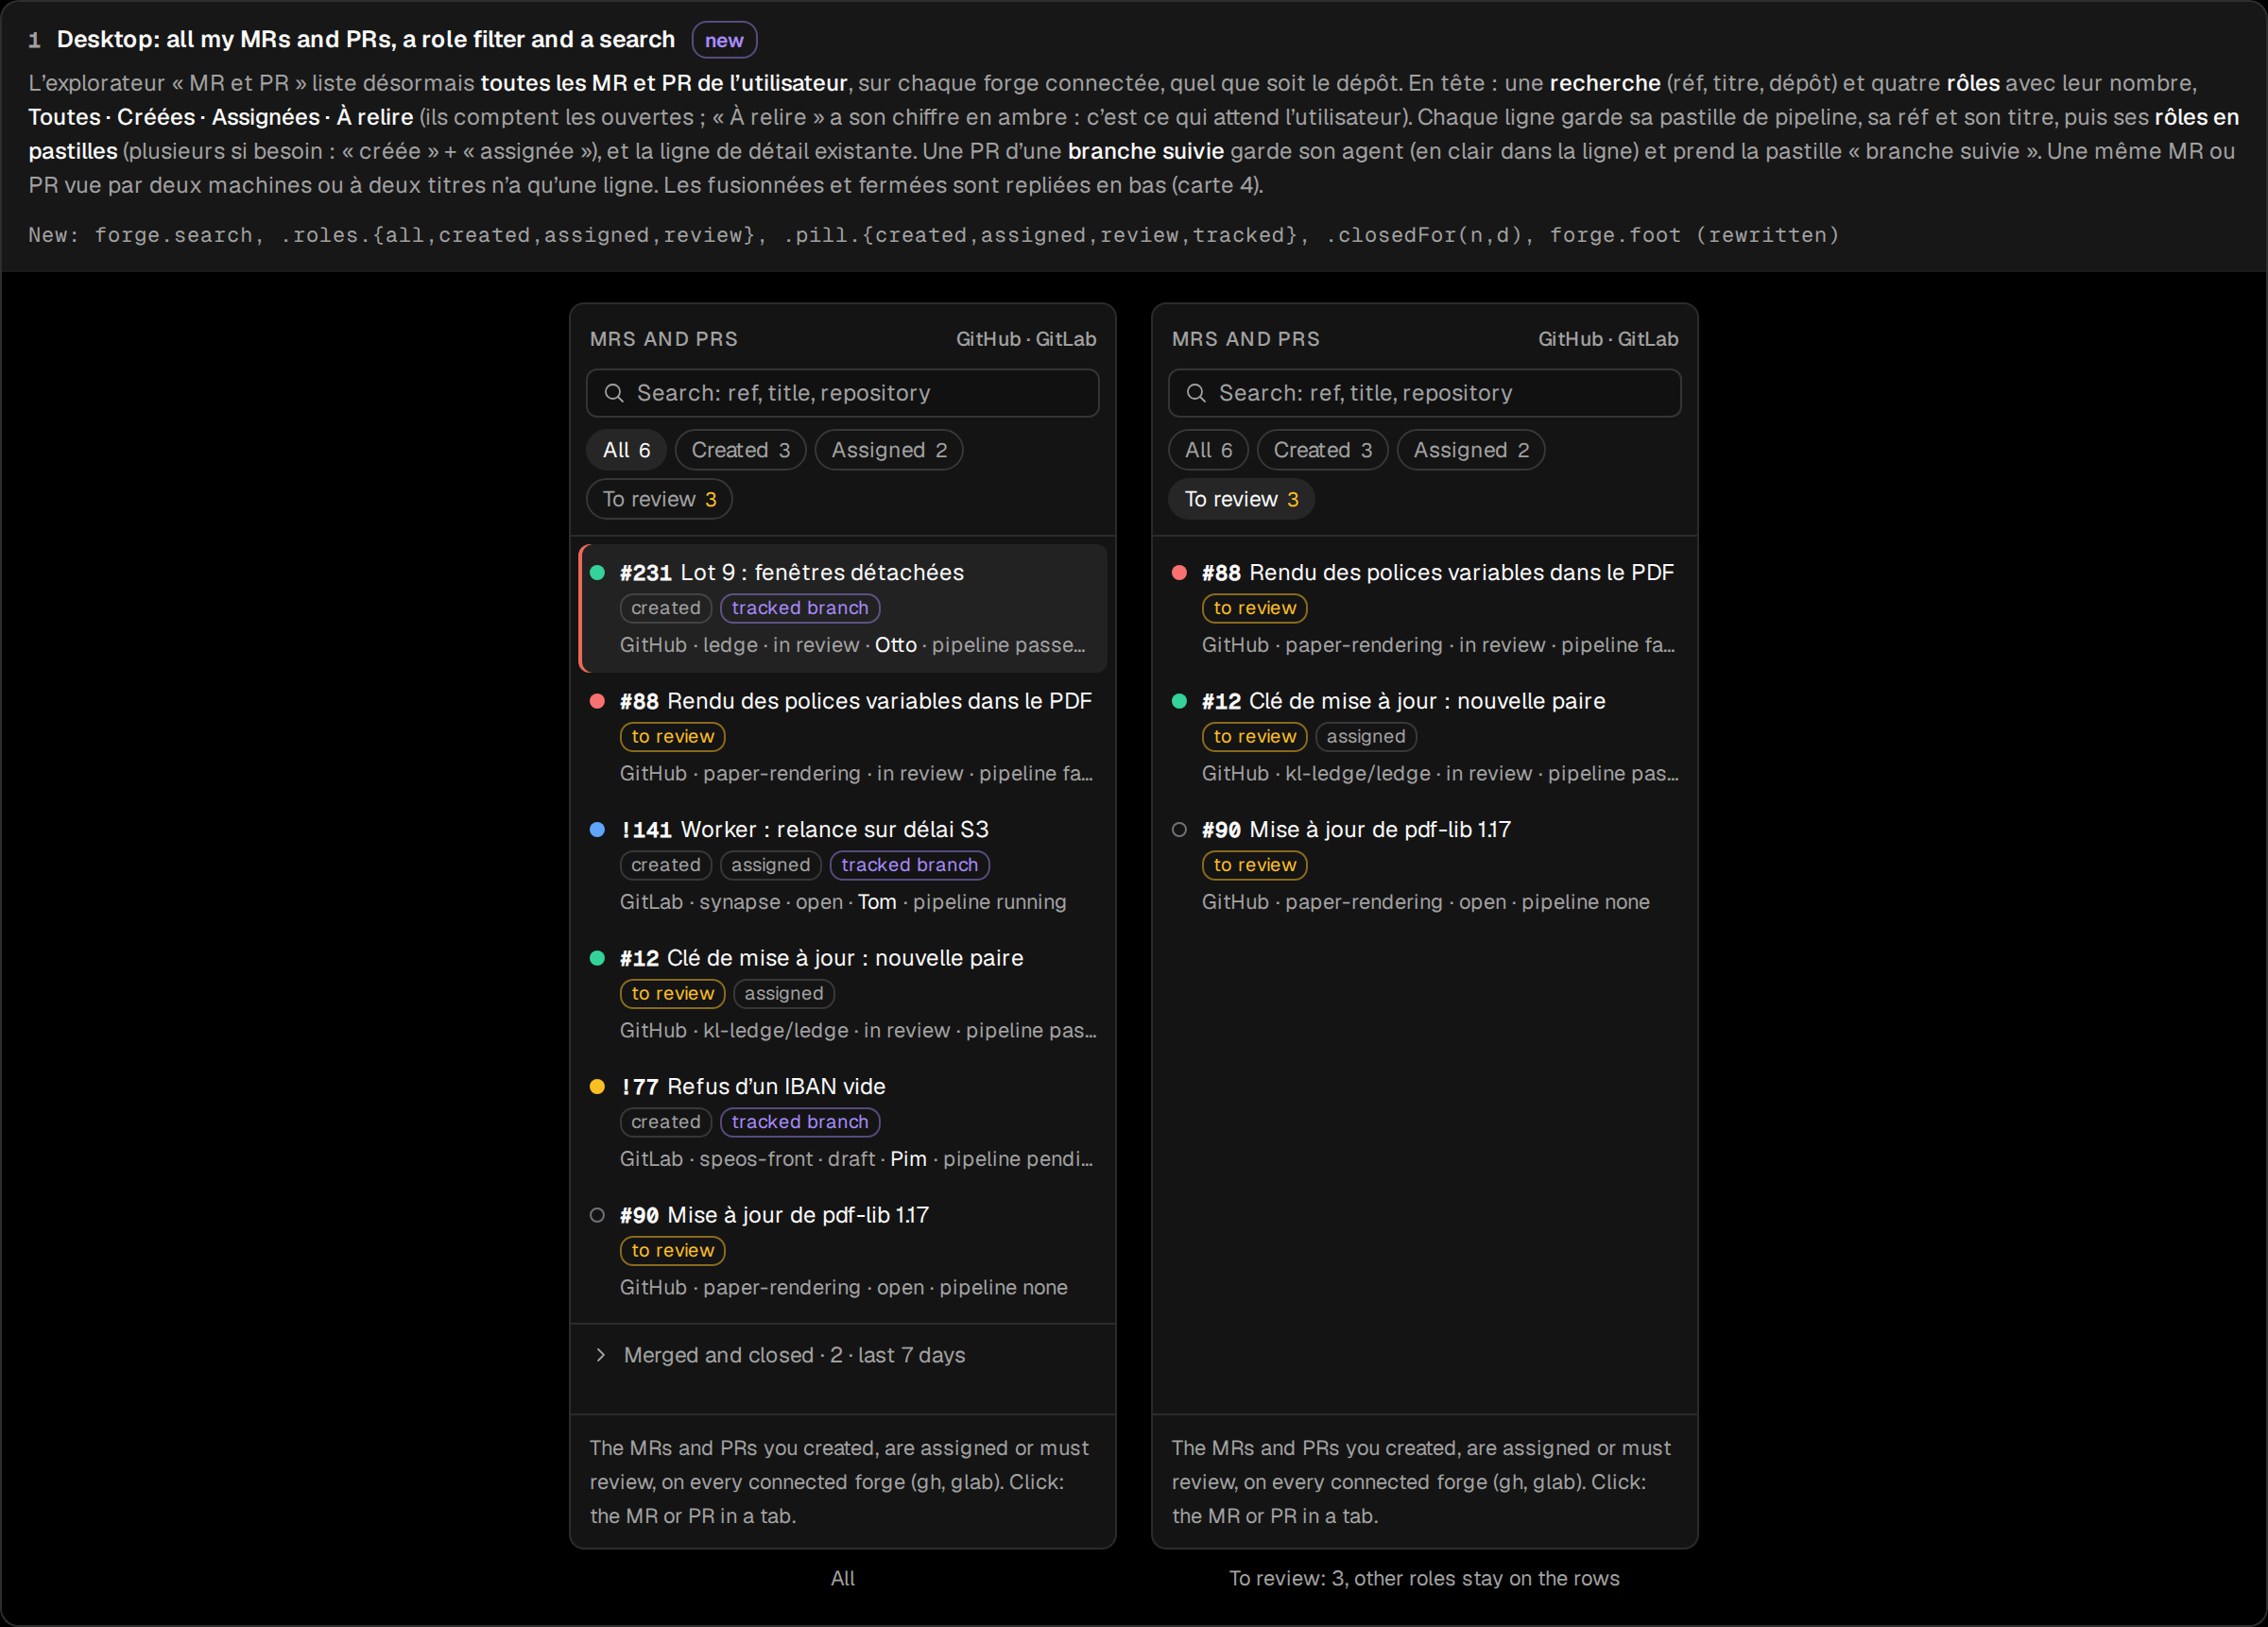 1 Desktop: all my MRs and PRs, a role filter and a search new
L’explorateur « MR et PR » liste désormais toutes les MR et PR de l’utilisateur, sur chaque forge connectée, quel que soit le dépôt. En tête : une recherche (réf, titre, dépôt) et quatre rôles avec leur nombre,
Toutes · Créées · Assignées · À relire (ils comptent les ouvertes ; « À relire » a son chiffre en ambre : c’est ce qui attend l’utilisateur). Chaque ligne garde sa pastille de pipeline, sa réf et son titre, puis ses rôles en
pastilles (plusieurs si besoin : « créée » + « assignée »), et la ligne de détail existante. Une PR d’une branche suivie garde son agent (en clair dans la ligne) et prend la pastille « branche suivie ». Une même MR ou
PR vue par deux machines ou à deux titres n’a qu’une ligne. Les fusionnées et fermées sont repliées en bas (carte 4).
New: forge.search, .roles.{all,created,assigned,review}, .pill.{created,assigned,review,tracked}, .closedFor(n,d), forge.foot (rewritten)
MRS AND PRS GitHub · GitLab
Search: ref, title, repository
All 6 Created 3 Assigned 2
To review 3
#231 Lot 9 : fenêtres détachées
created tracked branch
GitHub · ledge · in review · Otto · pipeline passe…
#88 Rendu des polices variables dans le PDF
to review
GitHub · paper-rendering · in review · pipeline fa…
!141 Worker : relance sur délai S3
created assigned tracked branch
GitLab · synapse · open · Tom · pipeline running
#12 Clé de mise à jour : nouvelle paire
to review assigned
GitHub · kl-ledge/ledge · in review · pipeline pas…
!77 Refus d’un IBAN vide
created tracked branch
GitLab · speos-front · draft · Pim · pipeline pendi…
#90 Mise à jour de pdf-lib 1.17
to review
GitHub · paper-rendering · open · pipeline none
Merged and closed · 2 · last 7 days
The MRs and PRs you created, are assigned or must
review, on every connected forge (gh, glab). Click:
the MR or PR in a tab.
All
MRS AND PRS GitHub · GitLab
Search: ref, title, repository
All 6 Created 3 Assigned 2
To review 3
#88 Rendu des polices variables dans le PDF
to review
GitHub · paper-rendering · in review · pipeline fa…
#12 Clé de mise à jour : nouvelle paire
to review assigned
GitHub · kl-ledge/ledge · in review · pipeline pas…
#90 Mise à jour de pdf-lib 1.17
to review
GitHub · paper-rendering · open · pipeline none
The MRs and PRs you created, are assigned or must
review, on every connected forge (gh, glab). Click:
the MR or PR in a tab.
To review: 3, other roles stay on the rows